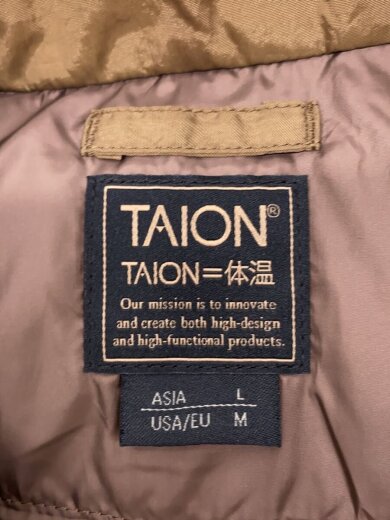 TAION®
TAION=体温
Our mission is to innovate
and create both high-design
and high-functional products.
ASIA L
USA/EU M